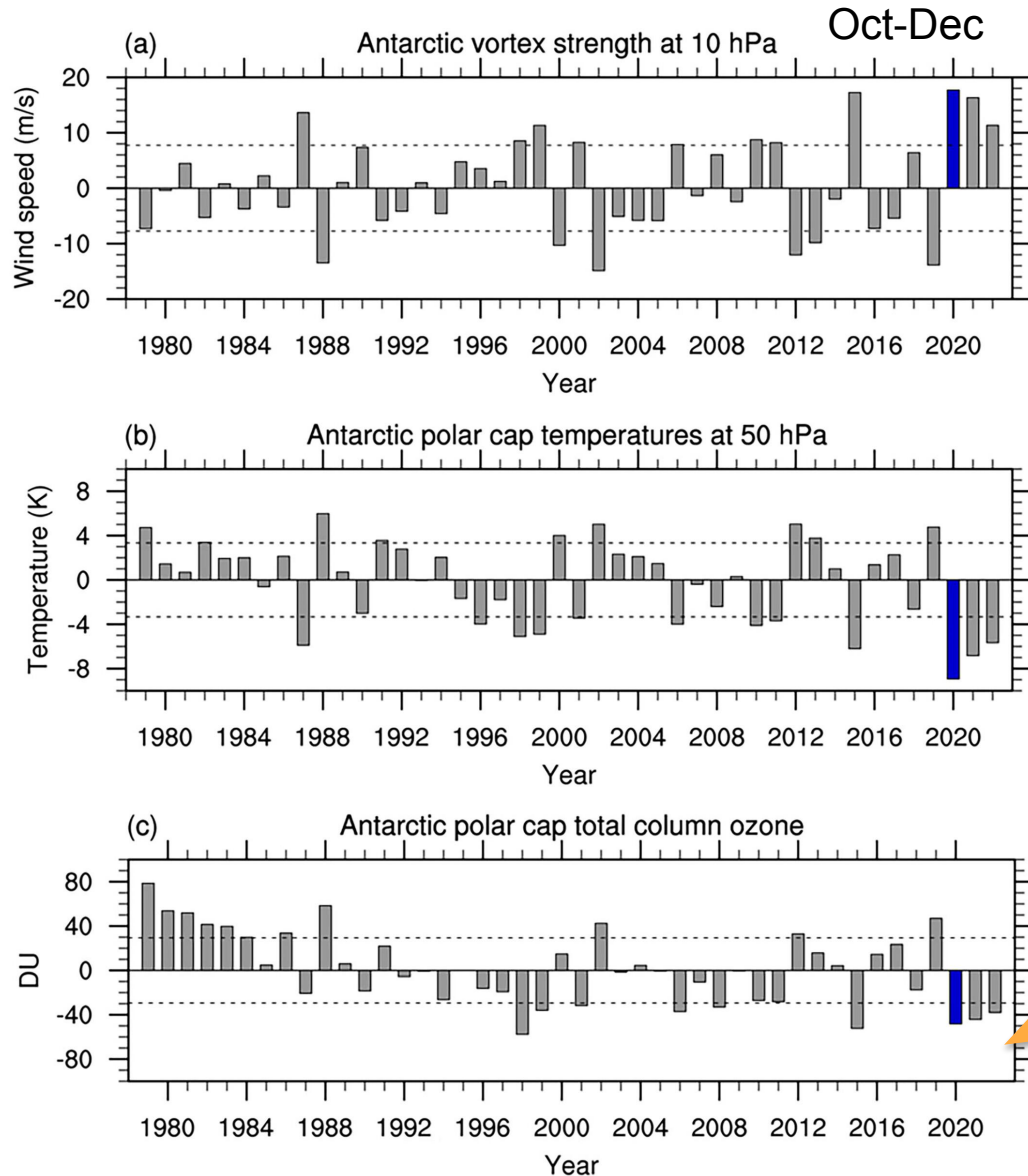 Oct-Dec
(a) Antarctic vortex strength at 10 hPa
Wind speed (m/s)
20
10
0
-10
-20
1980 1984 1988 1992 1996 2000 2004 2008 2012 2016 2020
Year
(b) Antarctic polar cap temperatures at 50 hPa
Temperature (K)
8
4
0
-4
-8
1980 1984 1988 1992 1996 2000 2004 2008 2012 2016 2020
Year
(c) Antarctic polar cap total column ozone
DU
80
40
0
-40
-80
1980 1984 1988 1992 1996 2000 2004 2008 2012 2016 2020
Year